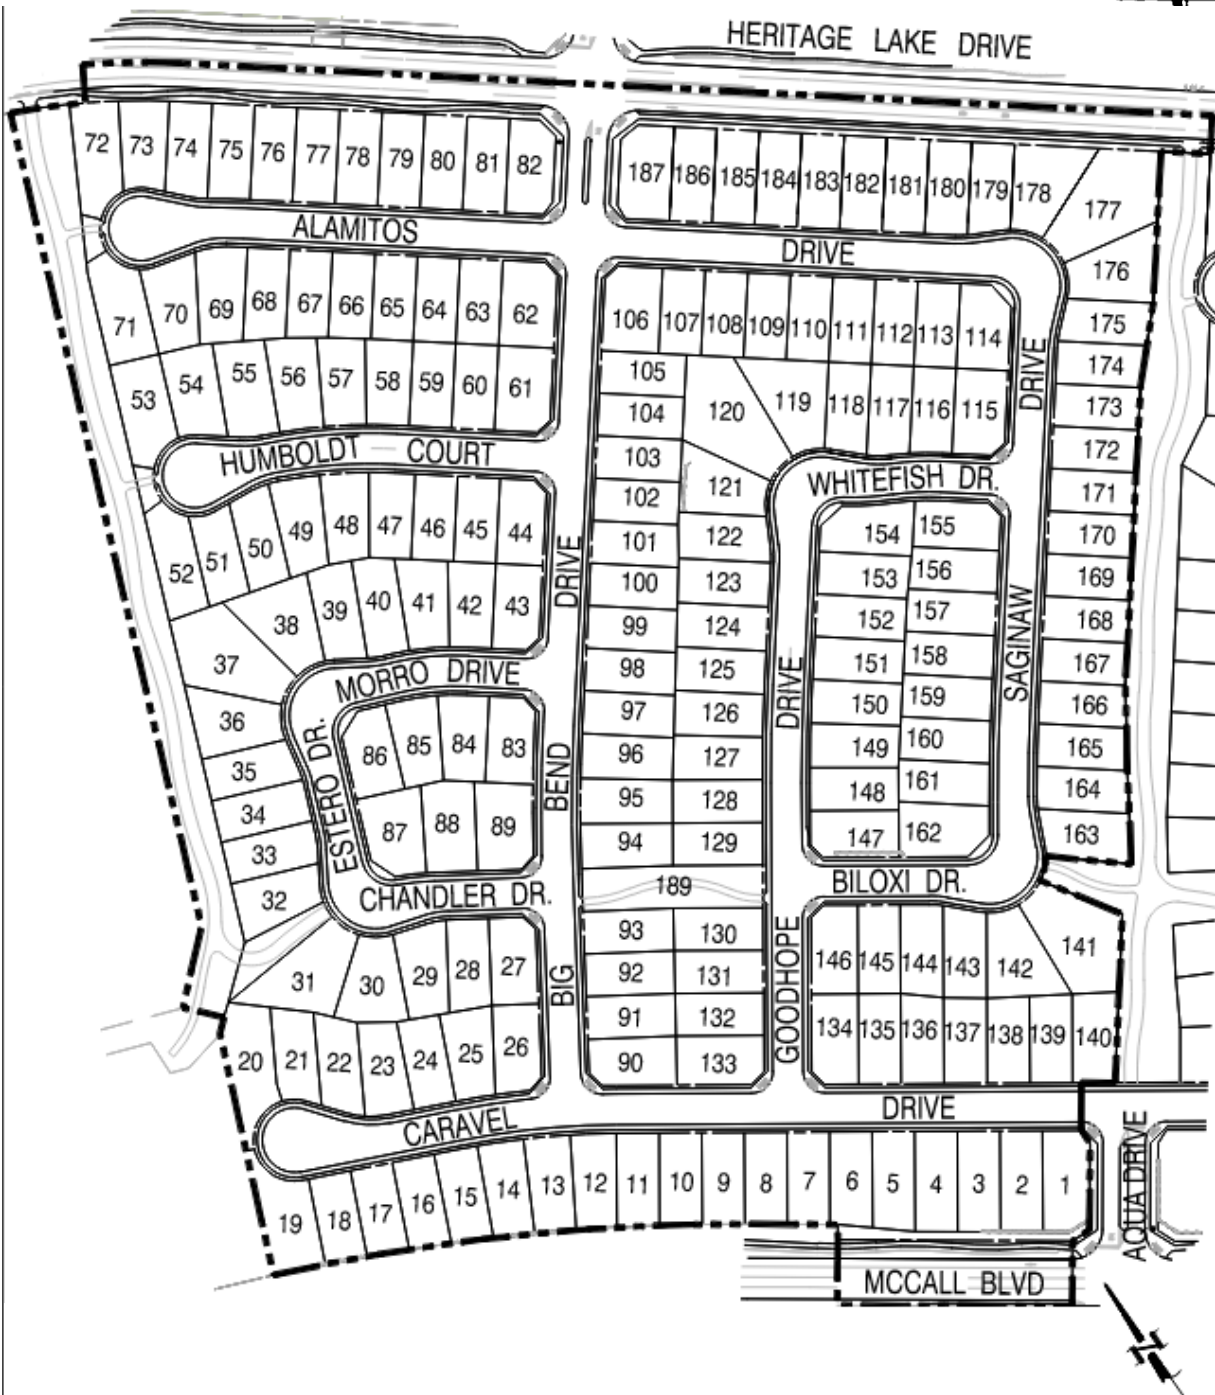 HERITAGE LAKE DRIVE
72 73 74 75 76 77 78 79 80 81 82
187 186 185 184 183 182 181 180 179 178
177
176
ALAMITOS
DRIVE
71 70 69 68 67 66 65 64 63 62
106 107 108 109 110 111 112 113 114
175
174
173
172
171
170
169
168
167
166
165
164
163
53 54 55 56 57 58 59 60 61
105
104
103
102
101
100
99
98
97
96
95
94
120 119 118 117 116 115
DRIVE
SAGINAW
HUMBOLDT COURT
WHITEFISH DR.
121
122
123
124
125
126
127
128
129
52 51 50 49 48 47 46 45 44
154 155
153 156
152 157
151 158
150 159
149 160
148 161
147 162
38 39 40 41 42 43
DRIVE
BEND
BIG
37
36
35
34
33
32
MORRO DRIVE
ESTERO DR.
86 85 84 83
87 88 89
CHANDLER DR.
189
BILOXI DR.
DRIVE
GOODHOPE
93 130
92 131
91 132
90 133
31 30 29 28 27
146 145 144 143 142 141
20 21 22 23 24 25 26
134 135 136 137 138 139 140
CARAVEL
DRIVE
AQUA DRIVE
19 18 17 16 15 14 13 12 11 10 9 8 7 6 5 4 3 2 1
MCCALL BLVD
N